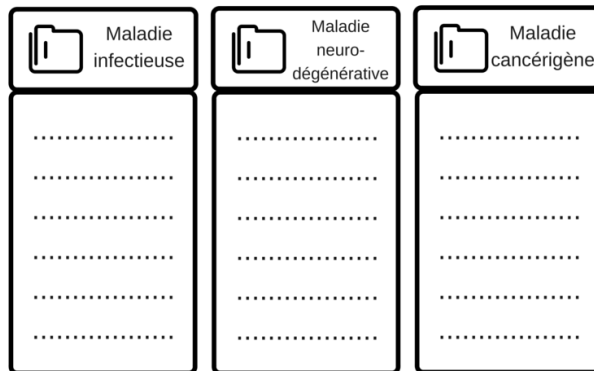 Maladie
infectieuse
Maladie
neuro-
dégénérative
Maladie
cancérigène